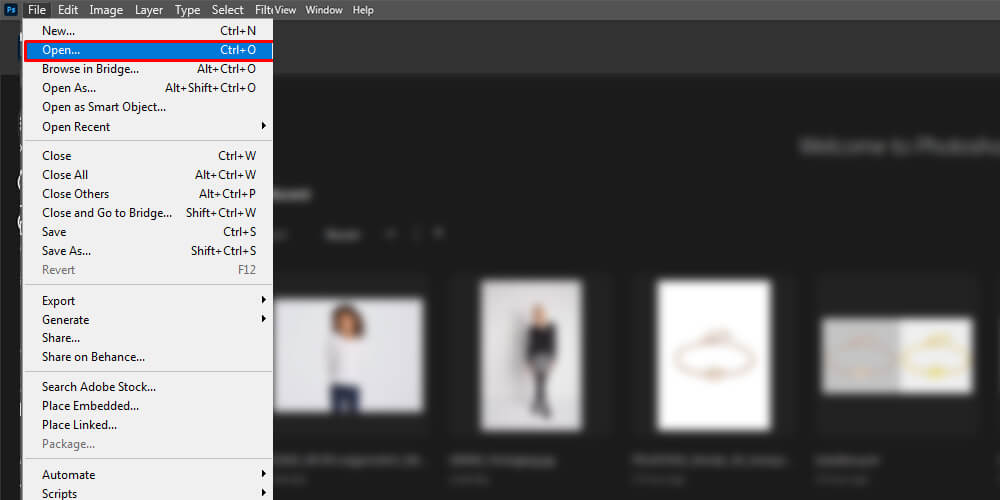 Ps File Edit Image Layer Type Select Filt View Window Help
New... Ctrl+N
Open... Ctrl+O
Browse in Bridge... Alt+Ctrl+O
Open As... Alt+Shift+Ctrl+O
Open as Smart Object...
Open Recent
Close Ctrl+W
Close All Alt+Ctrl+W
Close Others Alt+Ctrl+P
Close and Go to Bridge... Shift+Ctrl+W
Save Ctrl+S
Save As... Shift+Ctrl+S
Revert F12
Export
Generate
Share...
Share on Behance...
Search Adobe Stock...
Place Embedded...
Place Linked...
Package...
Automate
Scripts
Welcome to Photosh